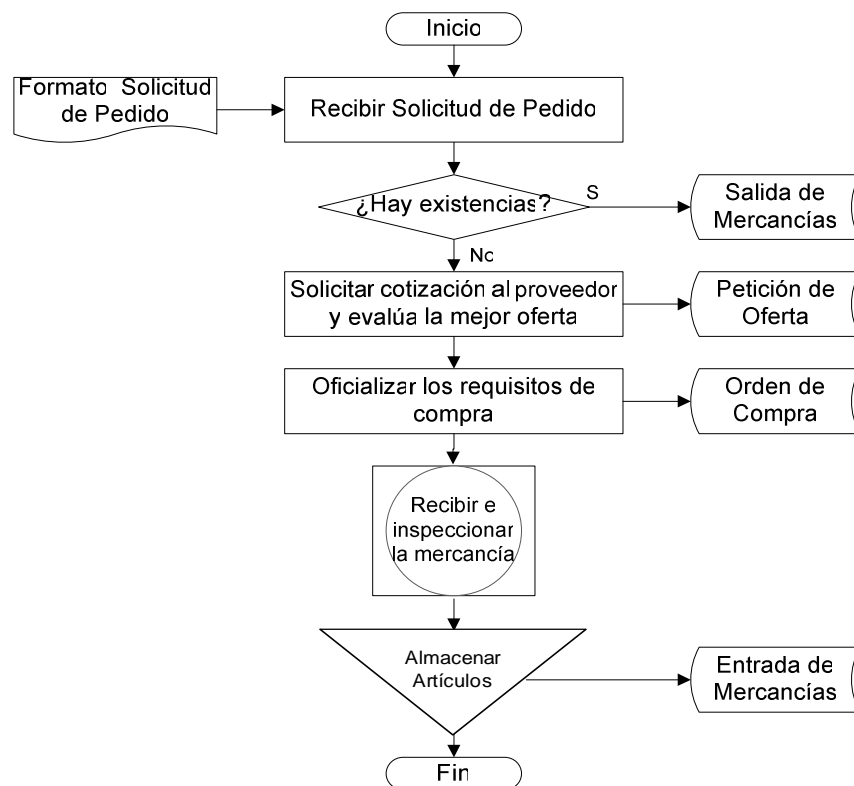 Inicio
Formato Solicitud
de Pedido
Recibir Solicitud de Pedido
¿Hay existencias?
S
Salida de
Mercancías
No
Solicitar cotización al proveedor
y evalúa la mejor oferta
Petición de
Oferta
Oficializar los requisitos de
compra
Orden de
Compra
Recibir e
inspeccionar
la mercancía
Almacenar
Artículos
Entrada de
Mercancías
Fin